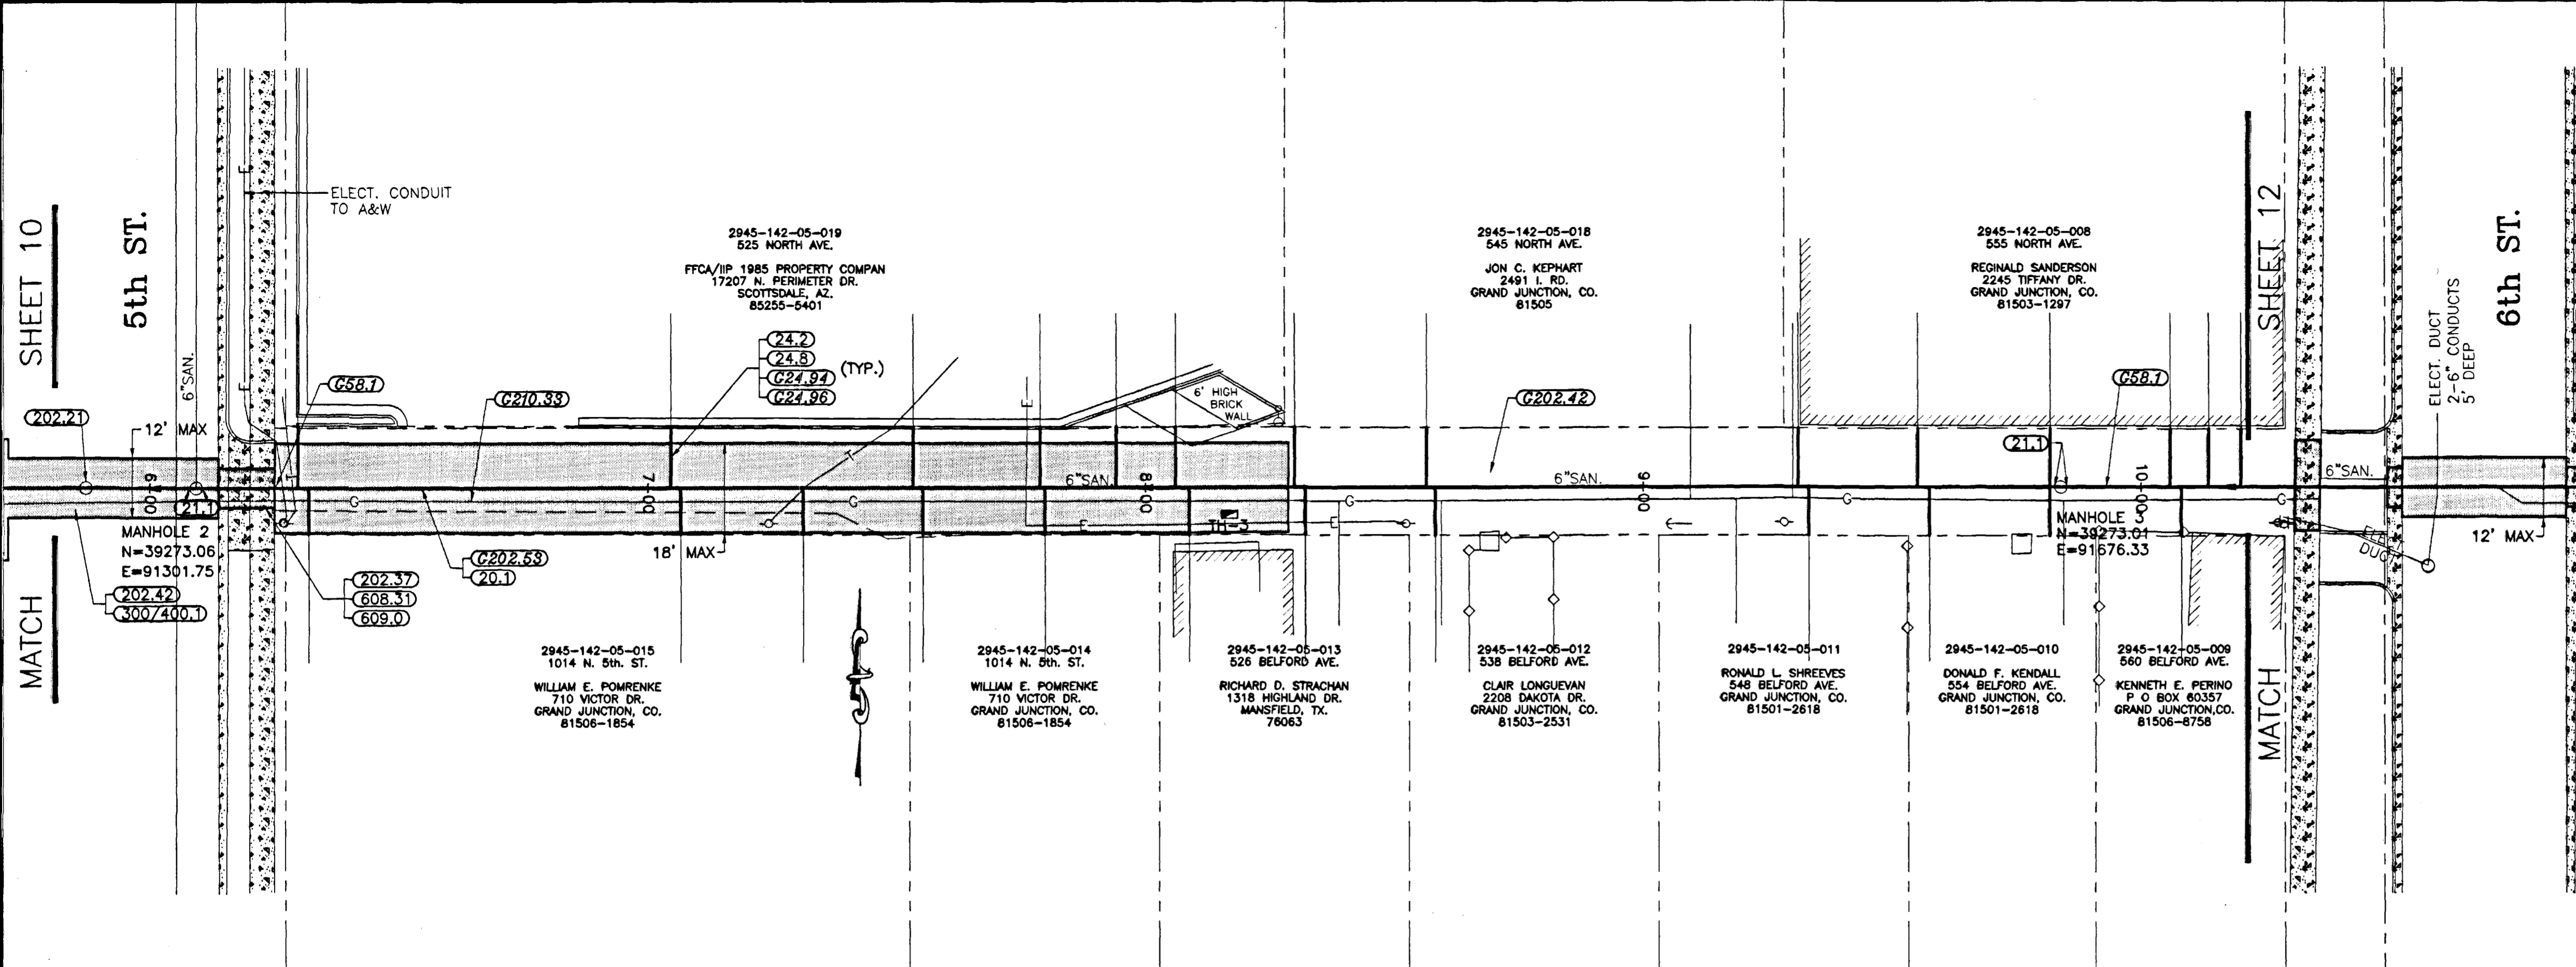 SHEET 10
MATCH
5th ST.
6"SAN.
ELECT. CONDUIT
TO A&W
E
E
202.21
12' MAX
6+00
21.1
MANHOLE 2
N=39273.06
E=91301.75
202.42
300/400.1
G58.1
G210.33
G202.53
20.1
202.37
608.31
609.0
2945-142-05-019
525 NORTH AVE.
FFCA/IIP 1985 PROPERTY COMPAN
17207 N. PERIMETER DR.
SCOTTSDALE, AZ.
85255-5401
24.2
24.8
G24.94
G24.96
(TYP.)
7+00
18' MAX
G
T
G
E
6"SAN.
8+00
E
TH-3
E
6' HIGH
BRICK
WALL
2945-142-05-018
545 NORTH AVE.
JON C. KEPHART
2491 I. RD.
GRAND JUNCTION, CO.
81505
G202.42
G
6"SAN.
9+00
2945-142-05-008
555 NORTH AVE.
REGINALD SANDERSON
2245 TIFFANY DR.
GRAND JUNCTION, CO.
81503-1297
G58.1
21.1
G
10+00
G
MANHOLE 3
N=39273.01
E=91676.33
2945-142-05-015
1014 N. 5th. ST.
WILLIAM E. POMRENKE
710 VICTOR DR.
GRAND JUNCTION, CO.
81506-1854
2945-142-05-014
1014 N. 5th. ST.
WILLIAM E. POMRENKE
710 VICTOR DR.
GRAND JUNCTION, CO.
81506-1854
2945-142-05-013
526 BELFORD AVE.
RICHARD D. STRACHAN
1318 HIGHLAND DR.
MANSFIELD, TX.
76063
2945-142-05-012
538 BELFORD AVE.
CLAIR LONGUEVAN
2208 DAKOTA DR.
GRAND JUNCTION, CO.
81503-2531
2945-142-05-011
RONALD L SHREEVES
548 BELFORD AVE.
GRAND JUNCTION, CO.
81501-2618
2945-142-05-010
DONALD F. KENDALL
554 BELFORD AVE.
GRAND JUNCTION, CO.
81501-2618
2945-142-05-009
560 BELFORD AVE.
KENNETH E. PERINO
P O BOX 60357
GRAND JUNCTION,CO.
81506-8758
SHEET 12
MATCH
6"SAN.
ELECT. DUCT
2-6" CONDUCTS
5' DEEP
6th ST.
12' MAX